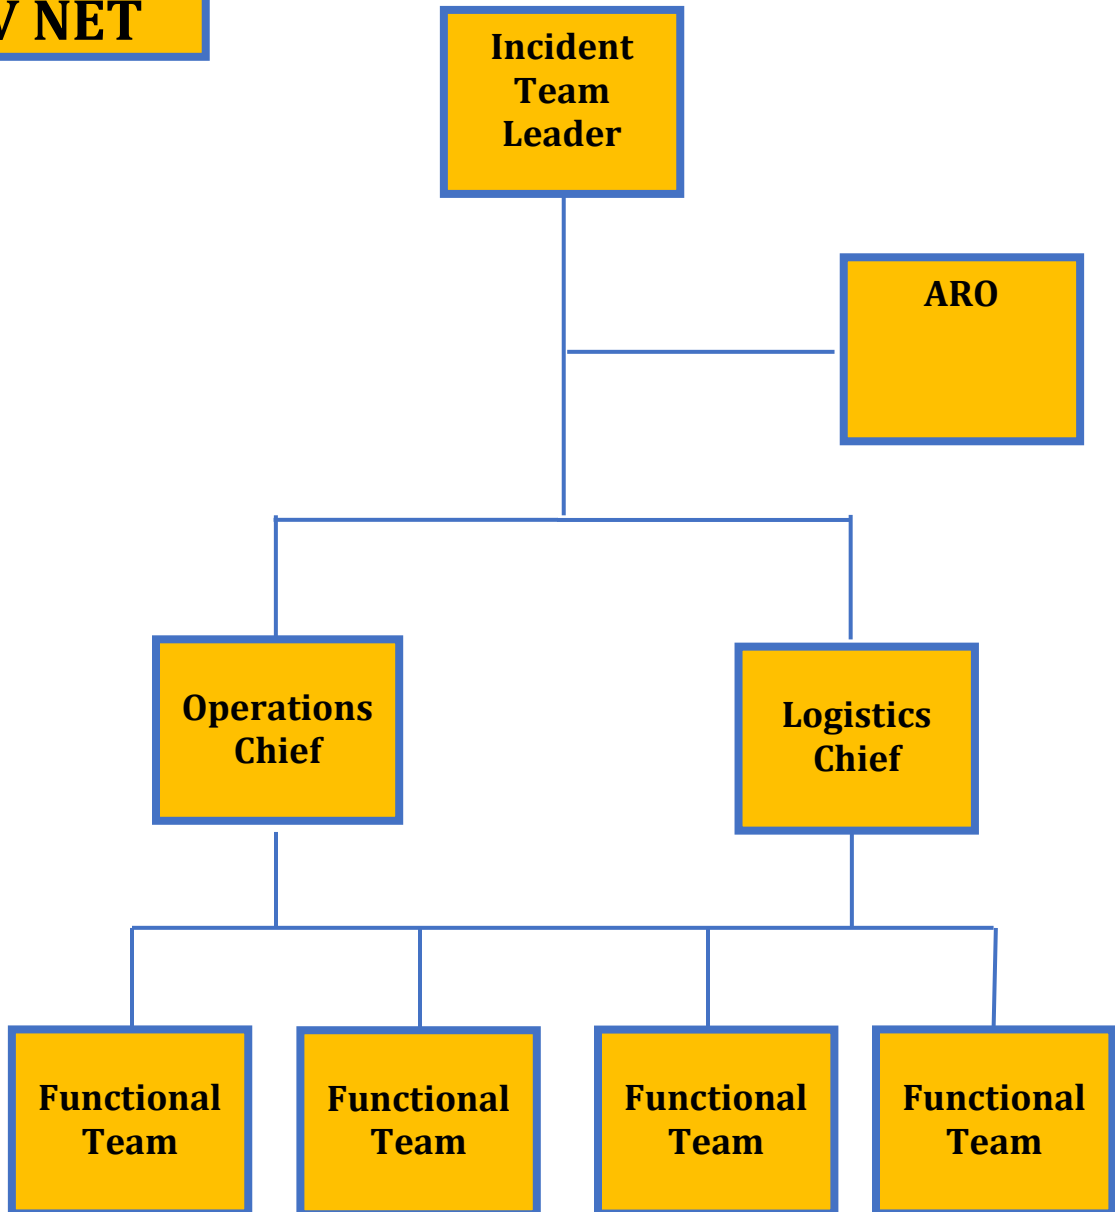 NET
Incident
Team
Leader
ARO
Operations
Chief
Logistics
Chief
Functional
Team
Functional
Team
Functional
Team
Functional
Team